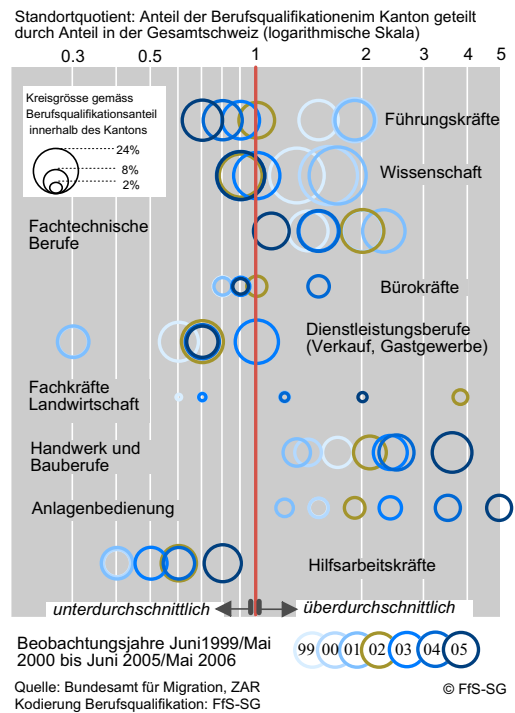 Standortquotient: Anteil der Berufsqualifikationenim Kanton geteilt
durch Anteil in der Gesamtschweiz (logarithmische Skala)
0.3 0.5 1 2 3 4 5
Kreisgrösse gemäss
Berufsqualifikationsanteil
innerhalb des Kantons
24%
8%
2%
Führungskräfte
Wissenschaft
Fachtechnische
Berufe
Bürokräfte
Dienstleistungsberufe
(Verkauf, Gastgewerbe)
Fachkräfte
Landwirtschaft
Handwerk und
Bauberufe
Anlagenbedienung
Hilfsarbeitskräfte
unterdurchschnittlich überdurchschnittlich
Beobachtungsjahre Juni1999/Mai
2000 bis Juni 2005/Mai 2006
99 00 01 02 03 04 05
Quelle: Bundesamt für Migration, ZAR © FfS-SG
Kodierung Berufsqualifikation: FfS-SG